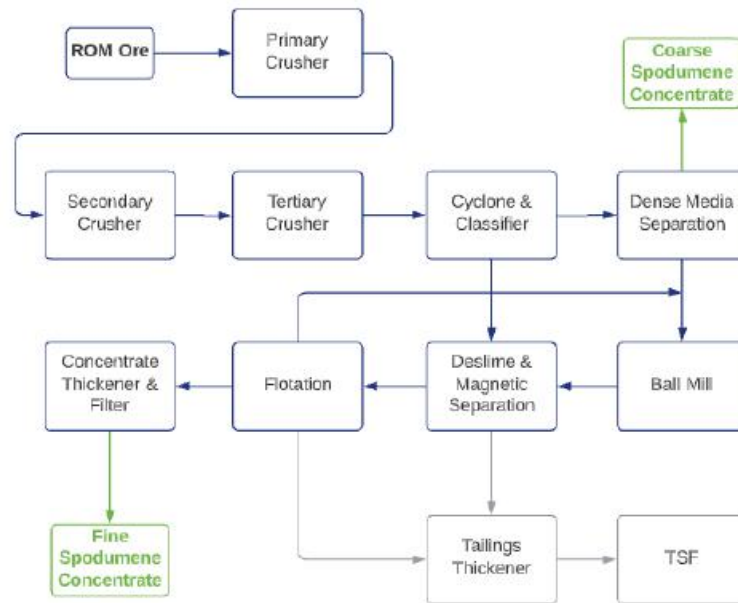 ROM Ore
Primary
Crusher
Coarse
Spodumene
Concentrate
Secondary
Crusher
Tertiary
Crusher
Cyclone &
Classifier
Dense Media
Separation
Concentrate
Thickener &
Filter
Flotation
Deslime &
Magnetic
Separation
Ball Mill
Fine
Spodumene
Concentrate
Tailings
Thickener
TSF